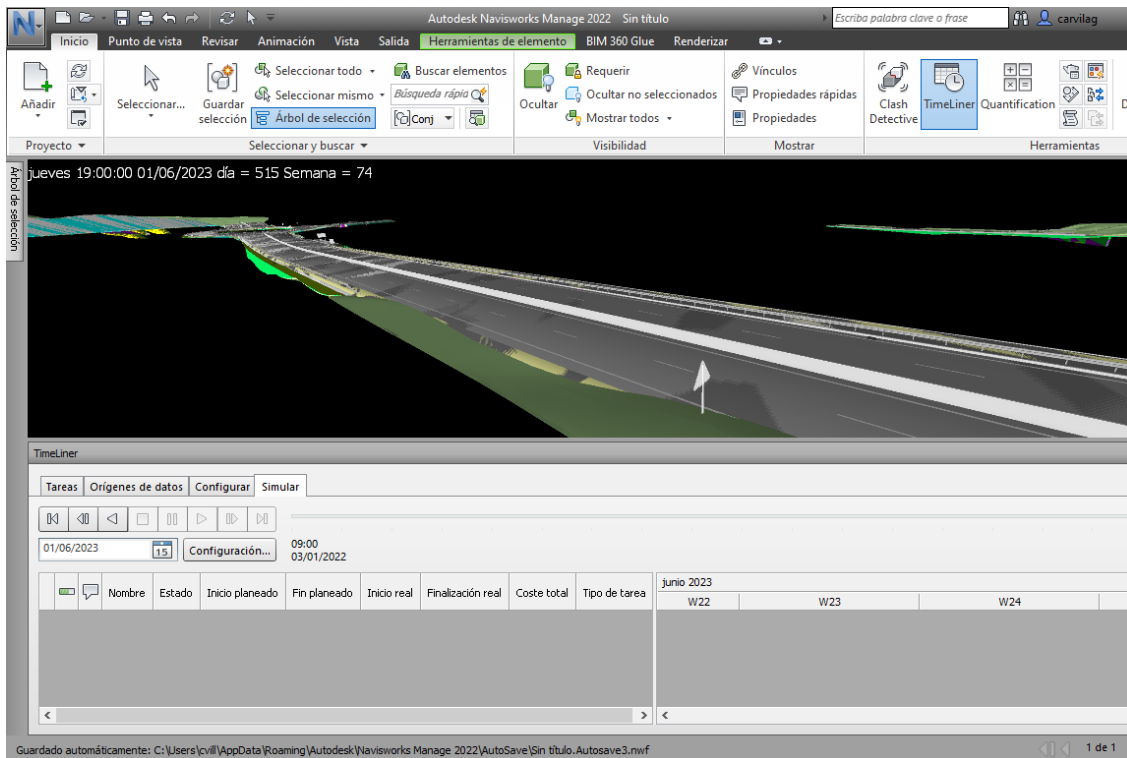 Autodesk Navisworks Manage 2022 Sin título
Escriba palabra clave o frase
carvilag
Inicio Punto de vista Revisar Animación Vista Salida Herramientas de elemento BIM 360 Glue Renderizar
Añadir
Seleccionar...
Guardar
selección
Seleccionar todo
Seleccionar mismo
Árbol de selección
Buscar elementos
Búsqueda rápida
Conj
Ocultar
Requerir
Ocultar no seleccionados
Mostrar todos
Vínculos
Propiedades rápidas
Propiedades
Clash
Detective
TimeLiner
Quantification
D
Proyecto
Seleccionar y buscar
Visibilidad
Mostrar
Herramientas
Árbol de selección
jueves 19:00:00 01/06/2023 día = 515 Semana = 74
TimeLiner
Tareas Orígenes de datos Configurar Simular
01/06/2023
15
Configuración...
09:00
03/01/2022
Nombre Estado Inicio planeado Fin planeado Inicio real Finalización real Coste total Tipo de tarea
junio 2023
W22 W23 W24
Guardado automáticamente: C:\Users\cvill\AppData\Roaming\Autodesk\Navisworks Manage 2022\AutoSave\Sin título.Autosave3.nwf
1 de 1